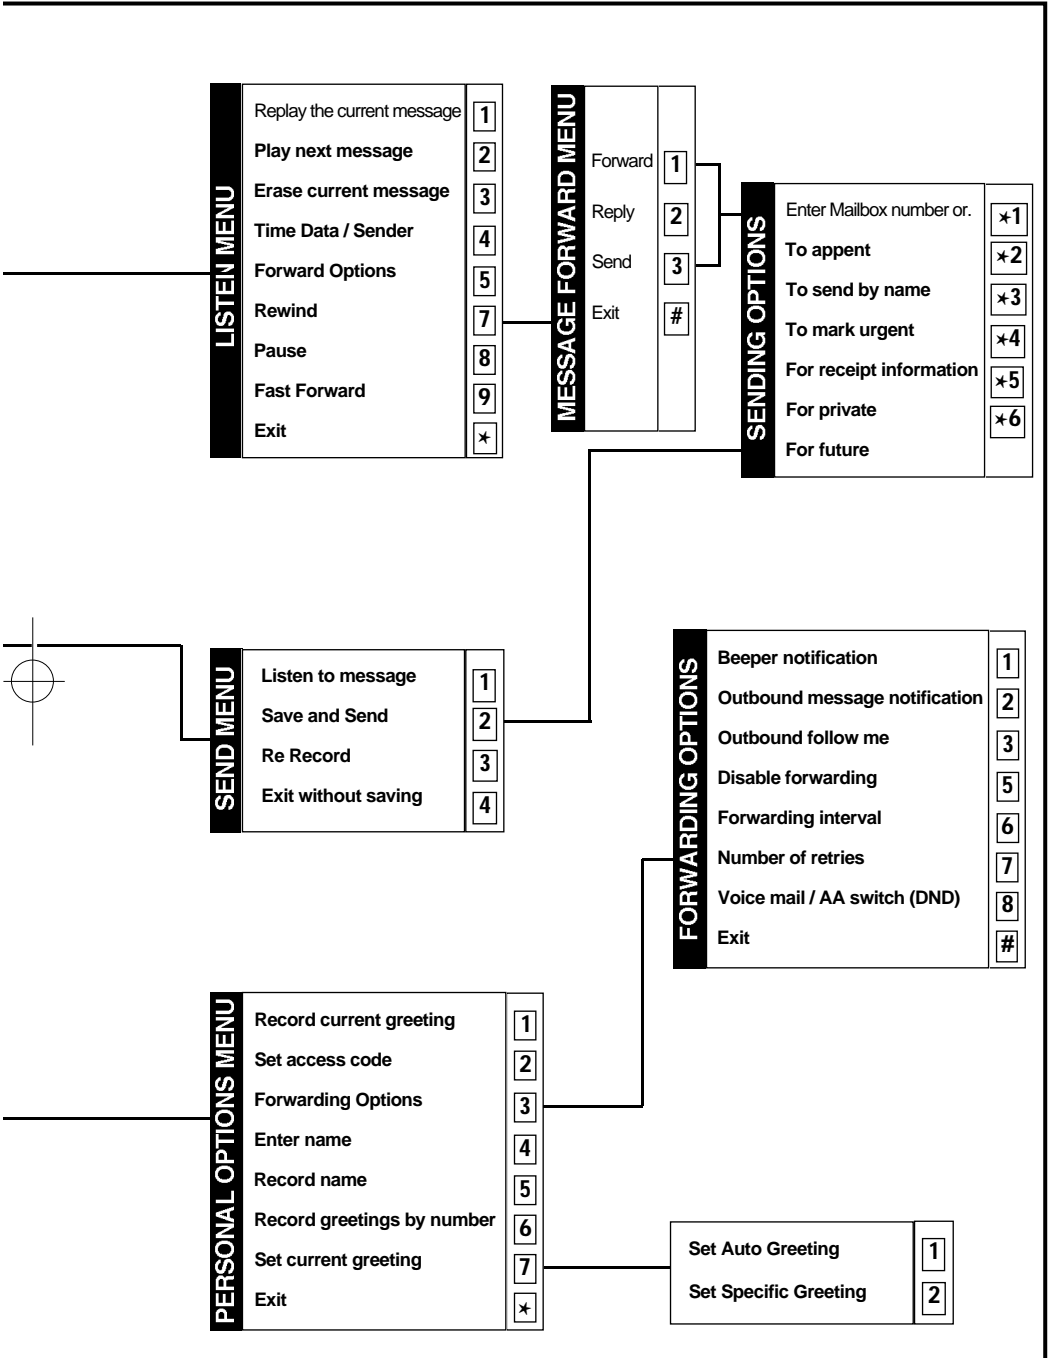 LISTEN MENU
Replay the current message 1
Play next message 2
Erase current message 3
Time Data / Sender 4
Forward Options 5
Rewind 7
Pause 8
Fast Forward 9
Exit *
MESSAGE FORWARD MENU
Forward 1
Reply 2
Send 3
Exit #
SENDING OPTIONS
Enter Mailbox number or. *1
To appent *2
To send by name *3
To mark urgent *4
For receipt information *5
For private *6
For future
SEND MENU
Listen to message 1
Save and Send 2
Re Record 3
Exit without saving 4
FORWARDING OPTIONS
Beeper notification 1
Outbound message notification 2
Outbound follow me 3
Disable forwarding 5
Forwarding interval 6
Number of retries 7
Voice mail / AA switch (DND) 8
Exit #
PERSONAL OPTIONS MENU
Record current greeting 1
Set access code 2
Forwarding Options 3
Enter name 4
Record name 5
Record greetings by number 6
Set current greeting 7
Exit *
Set Auto Greeting 1
Set Specific Greeting 2